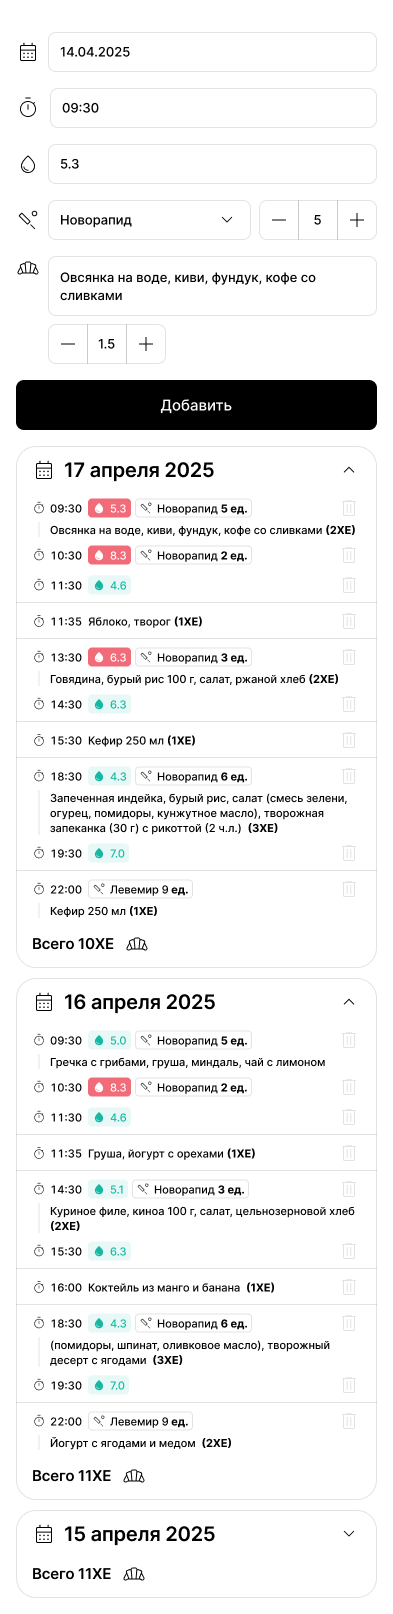 14.04.2025
09:30
5.3
Новорапид — 5 +
Овсянка на воде, киви, фундук, кофе со
сливками
— 1.5 +
Добавить
17 апреля 2025
09:30 5.3 Новорапид 5 ед.
Овсянка на воде, киви, фундук, кофе со сливками (2ХЕ)
10:30 8.3 Новорапид 2 ед.
11:30 4.6
11:35 Яблоко, творог (1ХЕ)
13:30 6.3 Новорапид 3 ед.
Говядина, бурый рис 100 г, салат, ржаной хлеб (2ХЕ)
14:30 6.3
15:30 Кефир 250 мл (1ХЕ)
18:30 4.3 Новорапид 6 ед.
Запеченная индейка, бурый рис, салат (смесь зелени,
огурец, помидоры, кунжутное масло), творожная
запеканка (30 г) с рикоттой (2 ч.л.) (3ХЕ)
19:30 7.0
22:00 Левемир 9 ед.
Кефир 250 мл (1ХЕ)
Всего 10ХЕ
16 апреля 2025
09:30 5.0 Новорапид 5 ед.
Гречка с грибами, груша, миндаль, чай с лимоном
10:30 8.3 Новорапид 2 ед.
11:30 4.6
11:35 Груша, йогурт с орехами (1ХЕ)
14:30 5.1 Новорапид 3 ед.
Куриное филе, киноа 100 г, салат, цельнозерновой хлеб
(2ХЕ)
15:30 6.3
16:00 Коктейль из манго и банана (1ХЕ)
18:30 4.3 Новорапид 6 ед.
(помидоры, шпинат, оливковое масло), творожный
десерт с ягодами (3ХЕ)
19:30 7.0
22:00 Левемир 9 ед.
Йогурт с ягодами и медом (2ХЕ)
Всего 11ХЕ
15 апреля 2025
Всего 11ХЕ